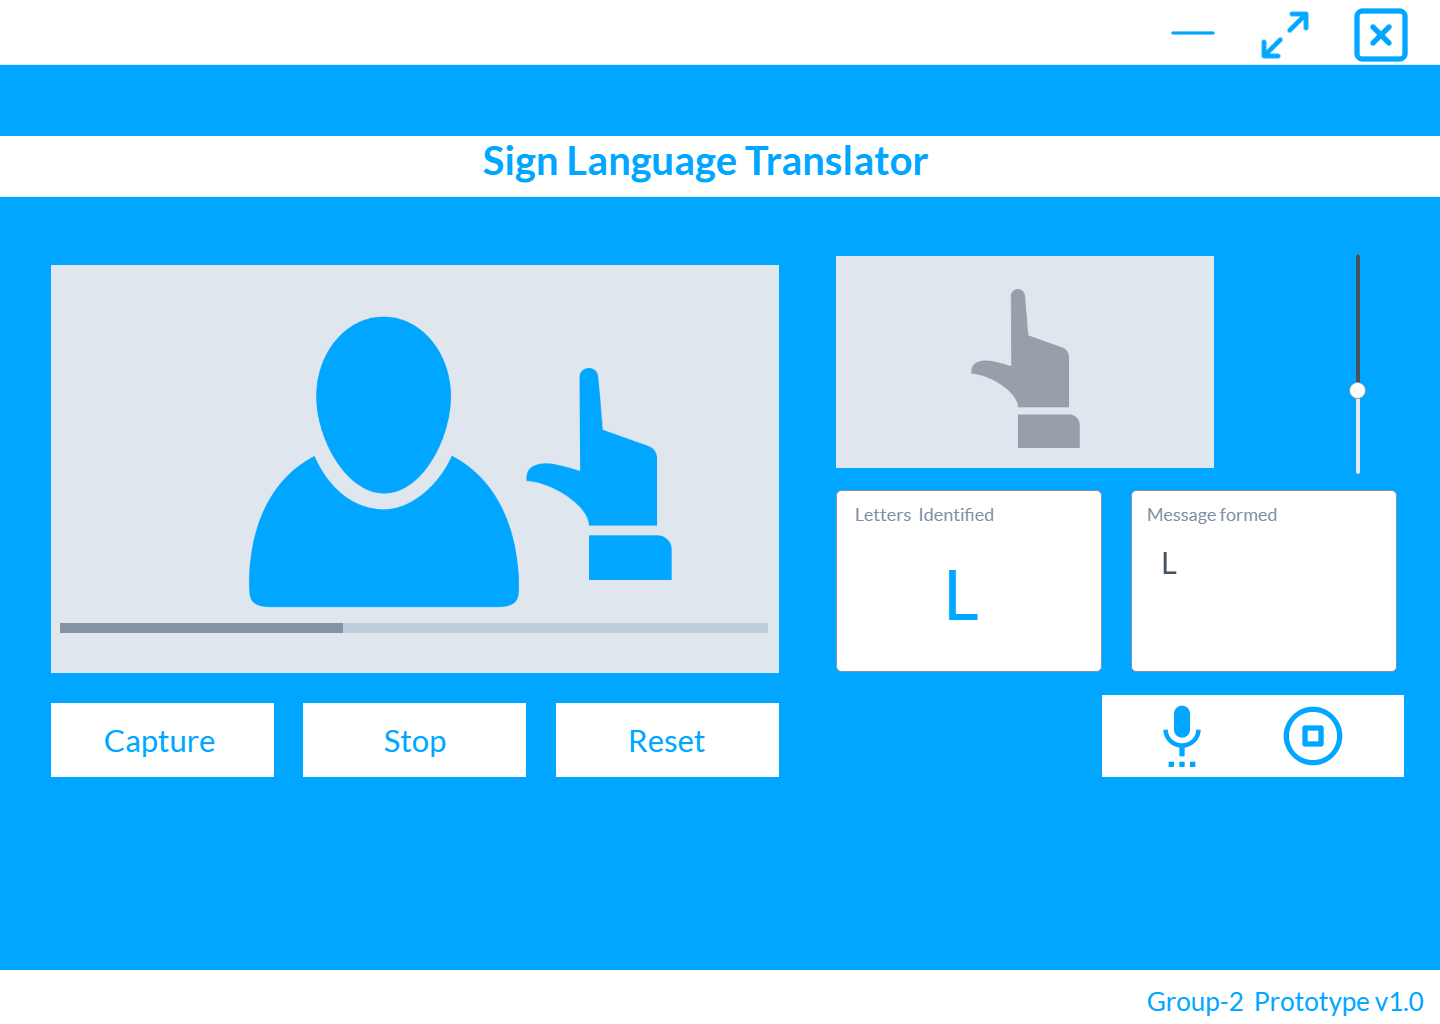 Sign Language Translator
Letters Identified
L
Message formed
L
Capture
Stop
Reset
Group-2 Prototype v1.0